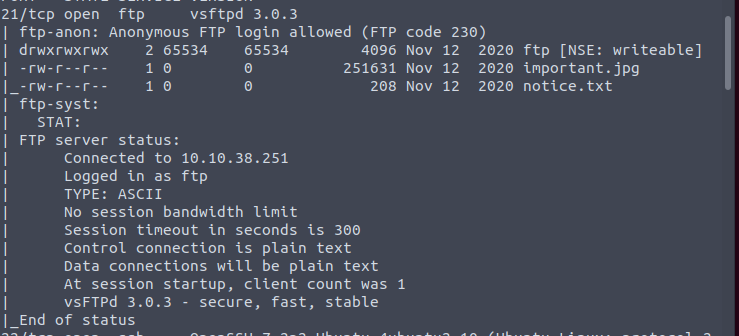 21/tcp open  ftp     vsftpd 3.0.3
| ftp-anon: Anonymous FTP login allowed (FTP code 230)
| drwxrwxrwx    2 65534    65534        4096 Nov 12  2020 ftp [NSE: writeable]
| -rw-r--r--    1 0        0          251631 Nov 12  2020 important.jpg
|_-rw-r--r--    1 0        0             208 Nov 12  2020 notice.txt
| ftp-syst:
|   STAT:
| FTP server status:
|      Connected to 10.10.38.251
|      Logged in as ftp
|      TYPE: ASCII
|      No session bandwidth limit
|      Session timeout in seconds is 300
|      Control connection is plain text
|      Data connections will be plain text
|      At session startup, client count was 1
|      vsFTPd 3.0.3 - secure, fast, stable
|_End of status